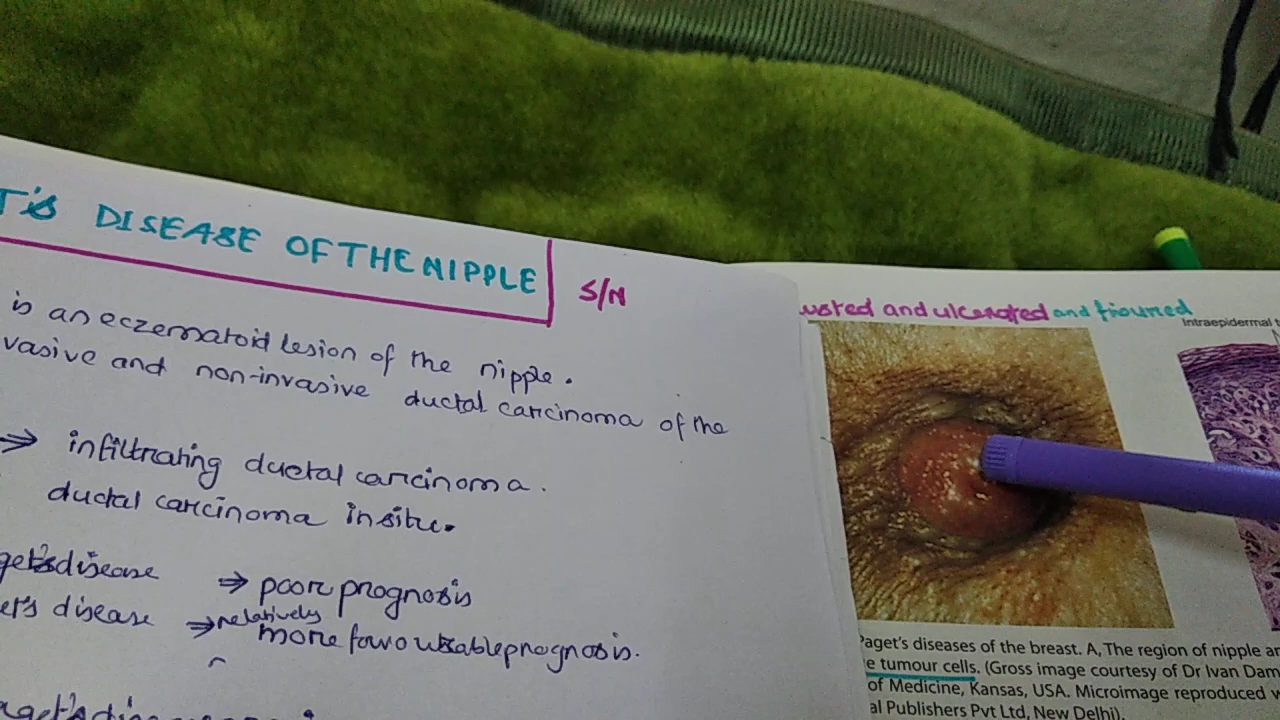 T's DISEASE OF THE NIPPLE
S/N
is an eczematoid lesion of the nipple.
vasive and non-invasive ductal carcinoma of the
⇒ infiltrating ductal carcinoma.
ductal carcinoma insitu.
get's disease ⇒ poor prognosis
et's disease ⇒ relatively
more favourable prognosis.
usted and ulcerated and fissured
Intraepidermal t
Paget's diseases of the breast. A, The region of nipple ar
e tumour cells. (Gross image courtesy of Dr Ivan Dam
of Medicine, Kansas, USA. Microimage reproduced w
al Publishers Pvt Ltd, New Delhi).